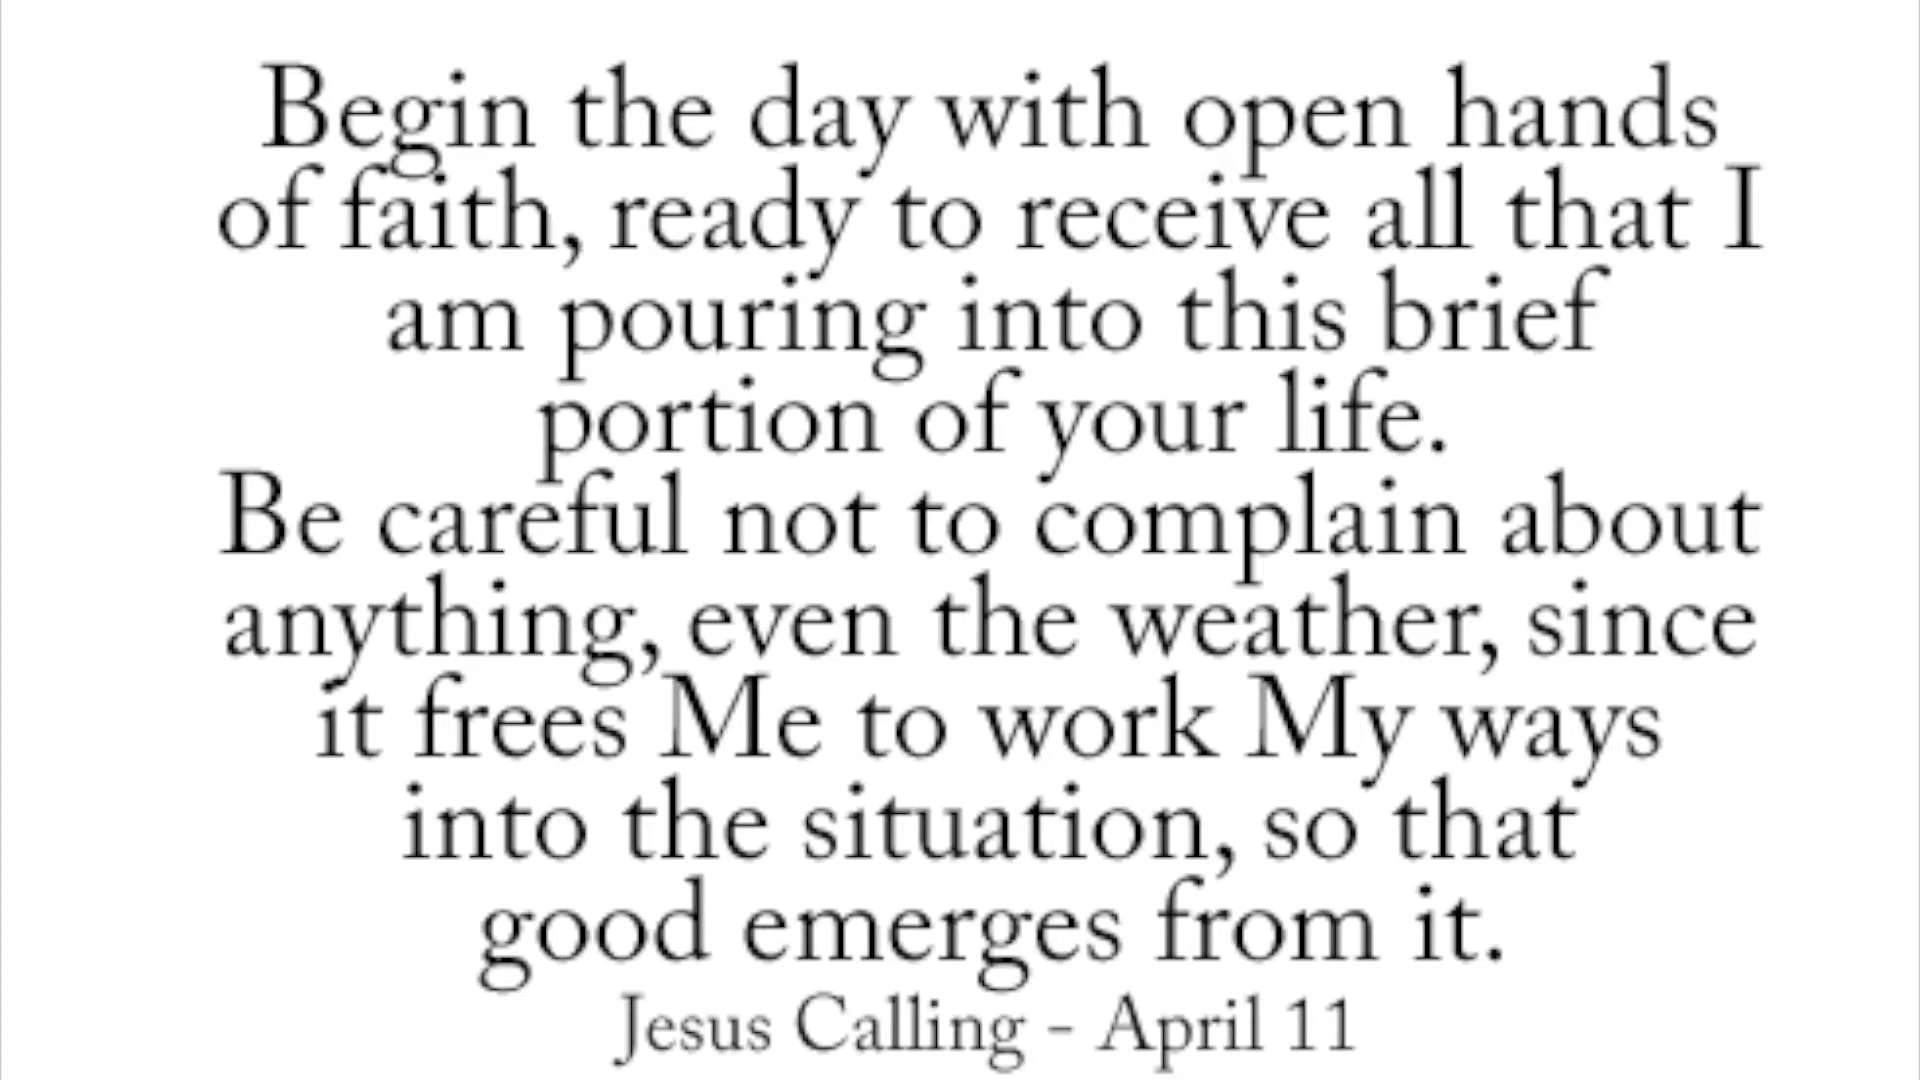 Begin the day with open hands
of faith, ready to receive all that I
am pouring into this brief
portion of your life.
Be careful not to complain about
anything, even the weather, since
it frees Me to work My ways
into the situation, so that
good emerges from it.
Jesus Calling - April 11